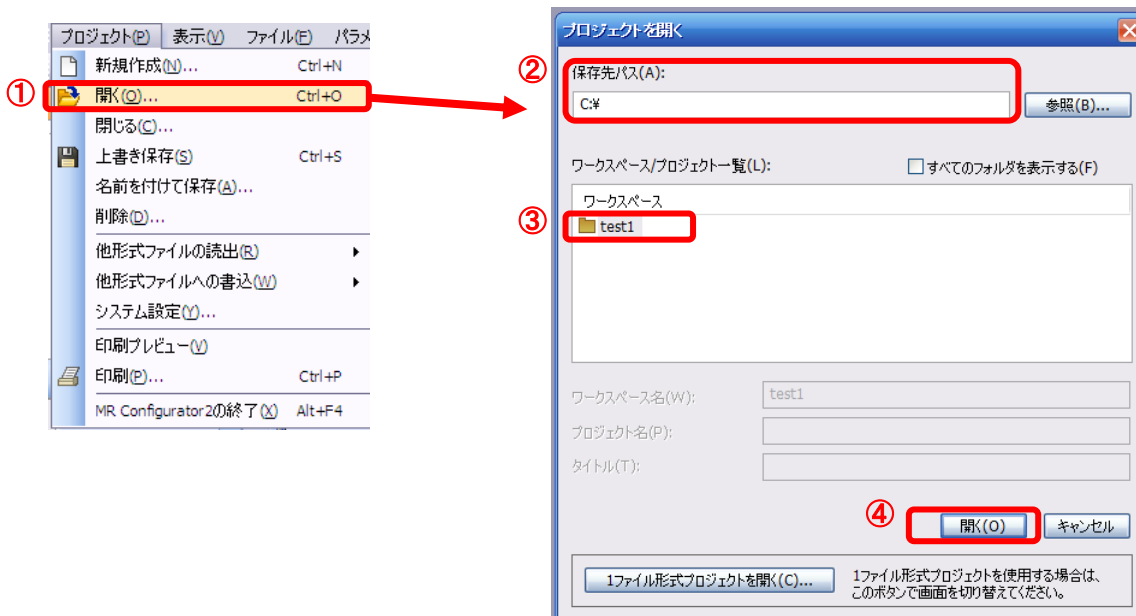 プロジェクト(P) 表示(V) ファイル(F) パラメ
新規作成(N)... Ctrl+N
①
開く(O)... Ctrl+O
閉じる(C)...
上書き保存(S) Ctrl+S
名前を付けて保存(A)...
削除(D)...
他形式ファイルの読出(R)
他形式ファイルへの書込(W)
システム設定(Y)...
印刷プレビュー(V)
印刷(P)... Ctrl+P
MR Configurator2の終了(X) Alt+F4
プロジェクトを開く
②
保存先パス(A):
C:¥ 参照(B)...
ワークスペース/プロジェクト一覧(L): すべてのフォルダを表示する(F)
ワークスペース
③
test1
ワークスペース名(W): test1
プロジェクト名(P):
タイトル(T):
④
開く(O) キャンセル
1ファイル形式プロジェクトを開く(C)...
1ファイル形式プロジェクトを使用する場合は、
このボタンで画面を切り替えてください。